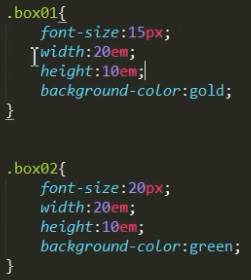 .box01{
font-size:15px;
width:20em;
height:10em;
background-color:gold;
}
.box02{
font-size:20px;
width:20em;
height:10em;
background-color:green;
}